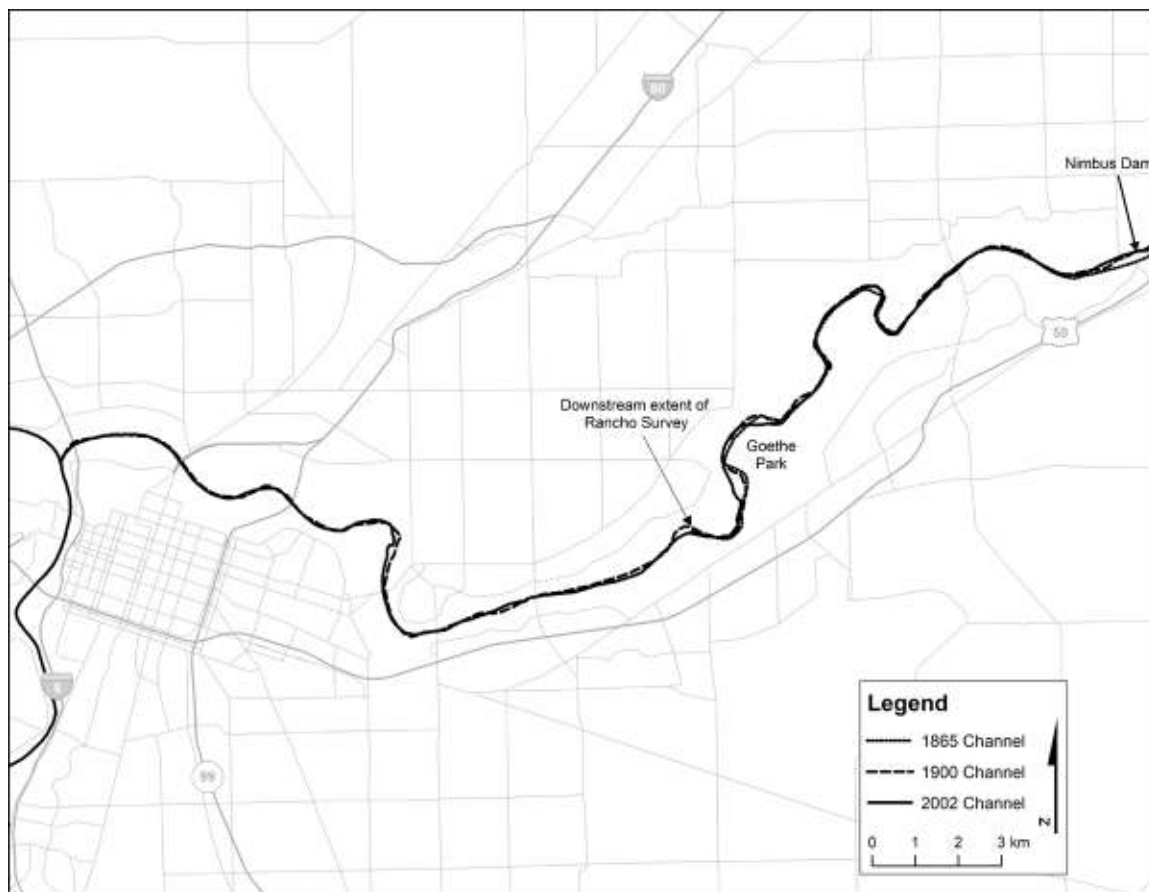 80
Nimbus Dam
50
Downstream extent of
Rancho Survey
Goethe
Park
99
Legend
1865 Channel
1900 Channel
2002 Channel
N
0 1 2 3 km